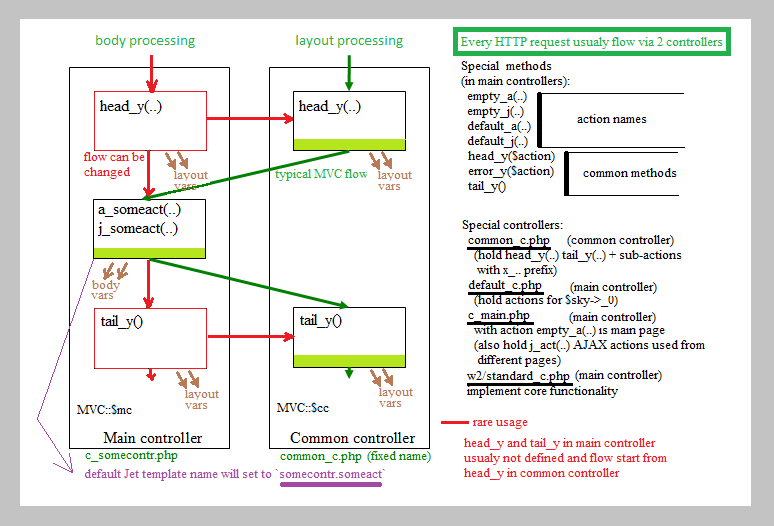 body processing
layout processing
head_y(..)
head_y(..)
flow can be
changed
layout
vars
typical MVC flow
layout
vars
a_someact(..)
j_someact(..)
body
vars
tail_y()
tail_y()
layout
vars
layout
vars
MVC::$mc
MVC::$cc
Main controller
Common controller
c_somecontr.php
common_c.php (fixed name)
default Jet template name will set to `somecontr.someact`
Every HTTP request usualy flow via 2 controllers
Special methods
(in main controllers):
empty_a(..)
empty_j(..)
default_a(..)
default_j(..)
action names
head_y($action)
error_y($action)
tail_y()
common methods
Special controllers:
common_c.php (common controller)
(hold head_y(..) tail_y(..) + sub-actions
with x_.. prefix)
default_c.php (main controller)
(hold actions for $sky->_0)
c_main.php (main controller)
with action empty_a(..) is main page
(also hold j_act(..) AJAX actions used from
different pages)
w2/standard_c.php (main controller)
implement core functionality
rare usage
head_y and tail_y in main controller
usualy not defined and flow start from
head_y in common controller